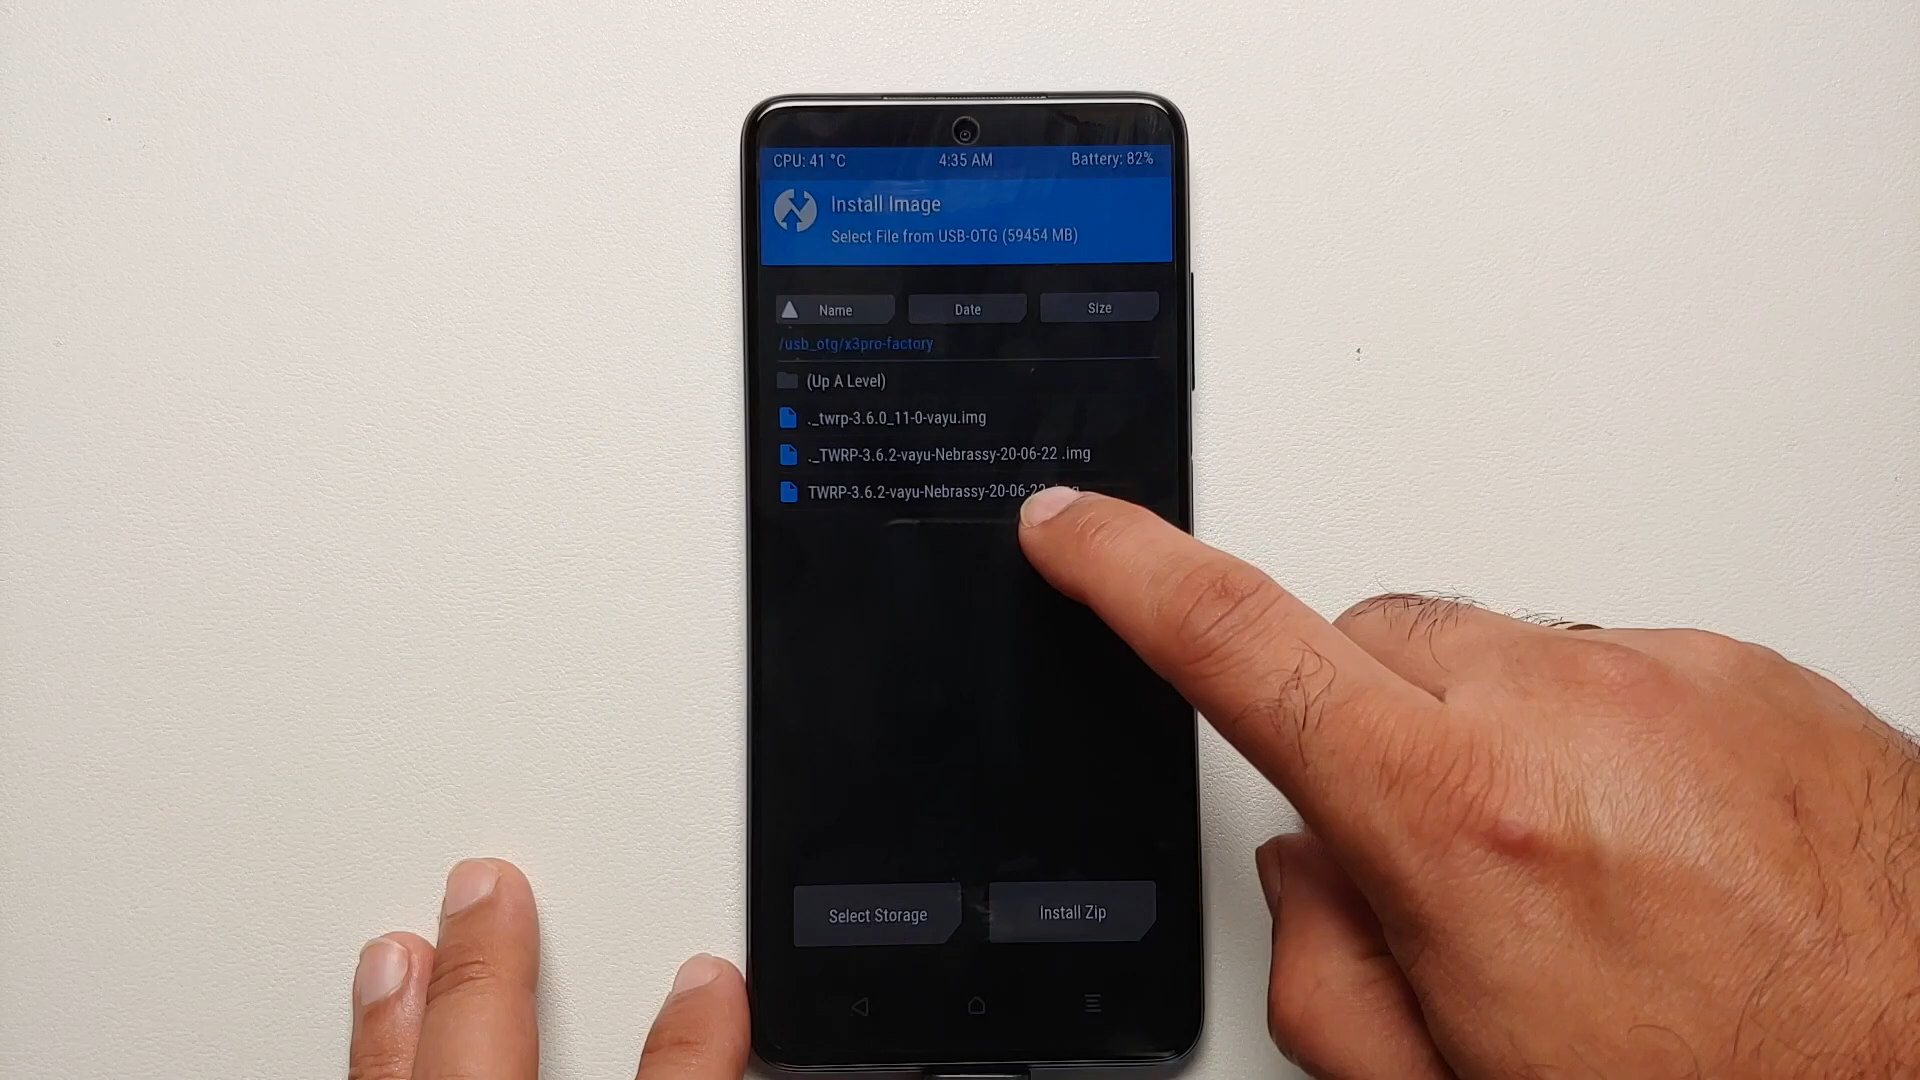 CPU: 41 °C 4:35 AM Battery: 82%
Install Image
Select File from USB-OTG (59454 MB)
Name Date Size
/usb_otg/x3pro-factory
(Up A Level)
._twrp-3.6.0_11-0-vayu.img
._TWRP-3.6.2-vayu-Nebrassy-20-06-22 .img
TWRP-3.6.2-vayu-Nebrassy-20-06-22
Select Storage Install Zip